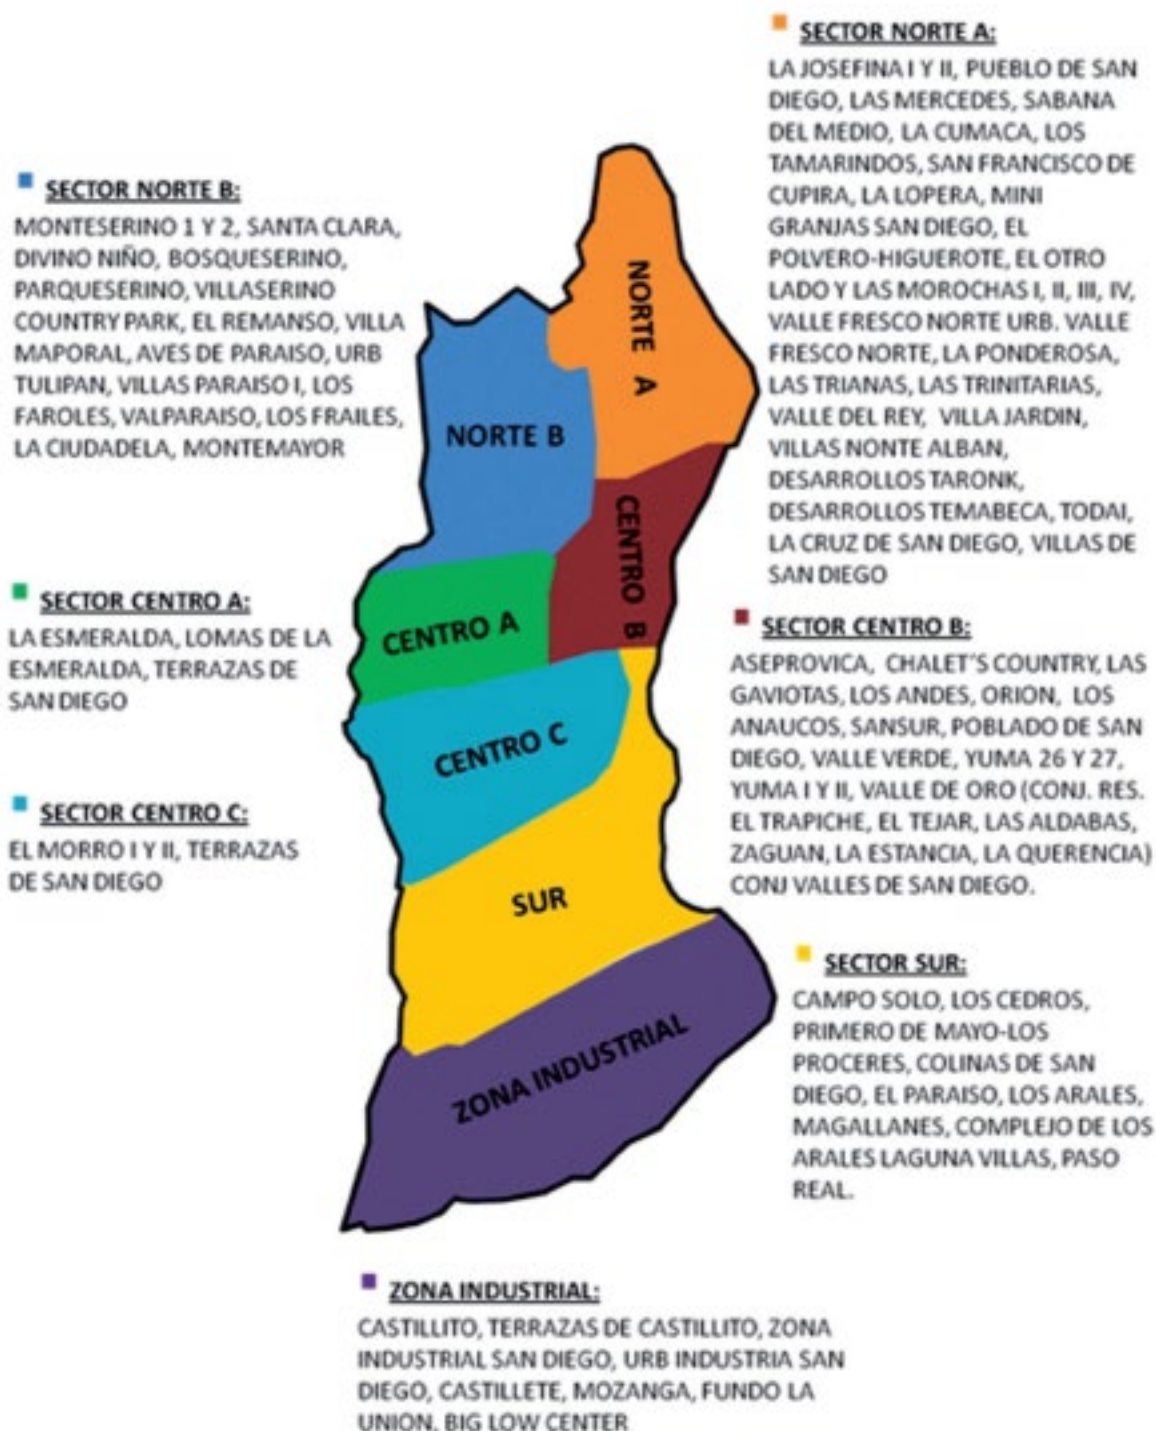 SECTOR NORTE A:
LA JOSEFINA I Y II, PUEBLO DE SAN
DIEGO, LAS MERCEDES, SABANA
DEL MEDIO, LA CUMACA, LOS
TAMARINDOS, SAN FRANCISCO DE
CUPIRA, LA LOPERA, MINI
GRANJAS SAN DIEGO, EL
POLVERO-HIGUEROTE, EL OTRO
LADO Y LAS MOROCHAS I, II, III, IV,
VALLE FRESCO NORTE URB. VALLE
FRESCO NORTE, LA PONDEROSA,
LAS TRIANAS, LAS TRINITARIAS,
VALLE DEL REY, VILLA JARDIN,
VILLAS NONTE ALBAN,
DESARROLLOS TARONK,
DESARROLLOS TEMABECA, TODAI,
LA CRUZ DE SAN DIEGO, VILLAS DE
SAN DIEGO
SECTOR NORTE B:
MONTESERINO 1 Y 2, SANTA CLARA,
DIVINO NIÑO, BOSQUESERINO,
PARQUESERINO, VILLASERINO
COUNTRY PARK, EL REMANSO, VILLA
MAPORAL, AVES DE PARAISO, URB
TULIPAN, VILLAS PARAISO I, LOS
FAROLES, VALPARAISO, LOS FRAILES,
LA CIUDADELA, MONTEMAYOR
NORTE A
NORTE B
CENTRO B
CENTRO A
CENTRO C
SUR
ZONA INDUSTRIAL
SECTOR CENTRO A:
LA ESMERALDA, LOMAS DE LA
ESMERALDA, TERRAZAS DE
SAN DIEGO
SECTOR CENTRO B:
ASEPROVICA, CHALET'S COUNTRY, LAS
GAVIOTAS, LOS ANDES, ORION, LOS
ANAUCOS, SANSUR, POBLADO DE SAN
DIEGO, VALLE VERDE, YUMA 26 Y 27,
YUMA I Y II, VALLE DE ORO (CONJ. RES.
EL TRAPICHE, EL TEJAR, LAS ALDABAS,
ZAGUAN, LA ESTANCIA, LA QUERENCIA)
CONJ VALLES DE SAN DIEGO.
SECTOR CENTRO C:
EL MORRO I Y II, TERRAZAS
DE SAN DIEGO
SECTOR SUR:
CAMPO SOLO, LOS CEDROS,
PRIMERO DE MAYO-LOS
PROCERES, COLINAS DE SAN
DIEGO, EL PARAISO, LOS ARALES,
MAGALLANES, COMPLEJO DE LOS
ARALES LAGUNA VILLAS, PASO
REAL.
ZONA INDUSTRIAL:
CASTILLITO, TERRAZAS DE CASTILLITO, ZONA
INDUSTRIAL SAN DIEGO, URB INDUSTRIA SAN
DIEGO, CASTILLETE, MOZANGA, FUNDO LA
UNION, BIG LOW CENTER